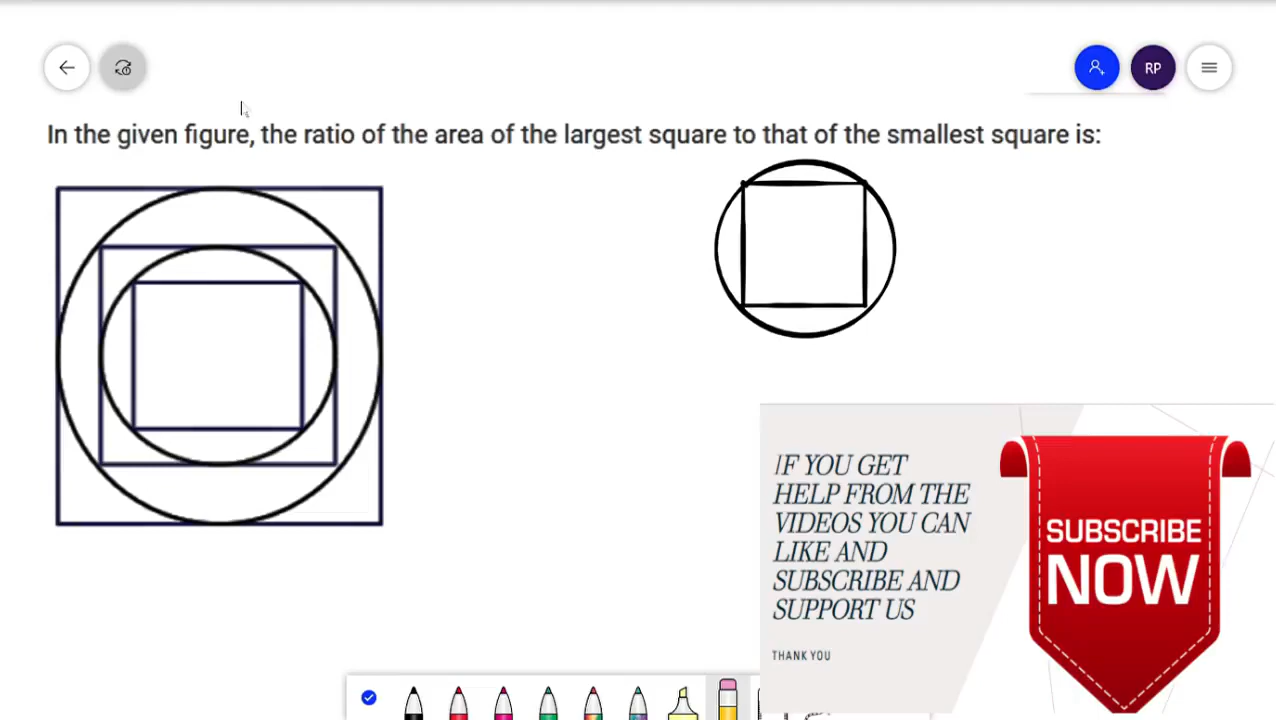 RP
In the given figure, the ratio of the area of the largest square to that of the smallest square is:
IF YOU GET
HELP FROM THE
VIDEOS YOU CAN
LIKE AND
SUBSCRIBE AND
SUPPORT US
THANK YOU
SUBSCRIBE
NOW